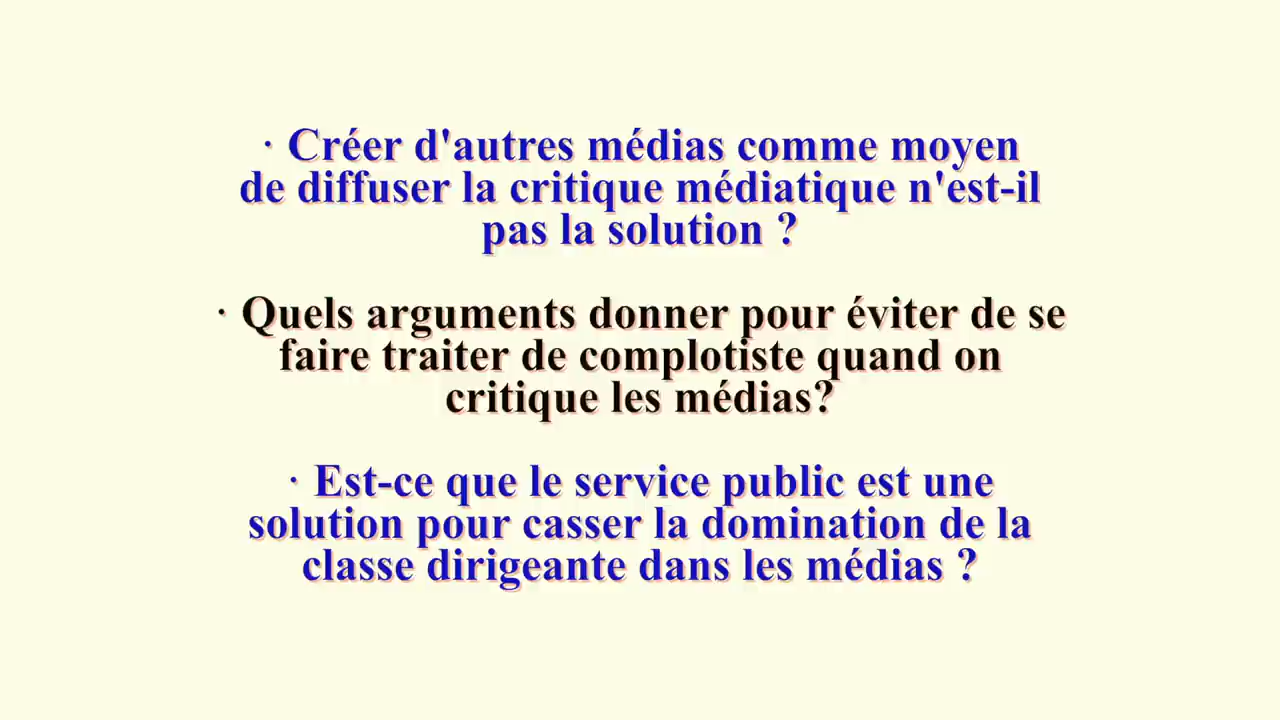 · Créer d'autres médias comme moyen
de diffuser la critique médiatique n'est-il
pas la solution ?
· Quels arguments donner pour éviter de se
faire traiter de complotiste quand on
critique les médias?
· Est-ce que le service public est une
solution pour casser la domination de la
classe dirigeante dans les médias ?